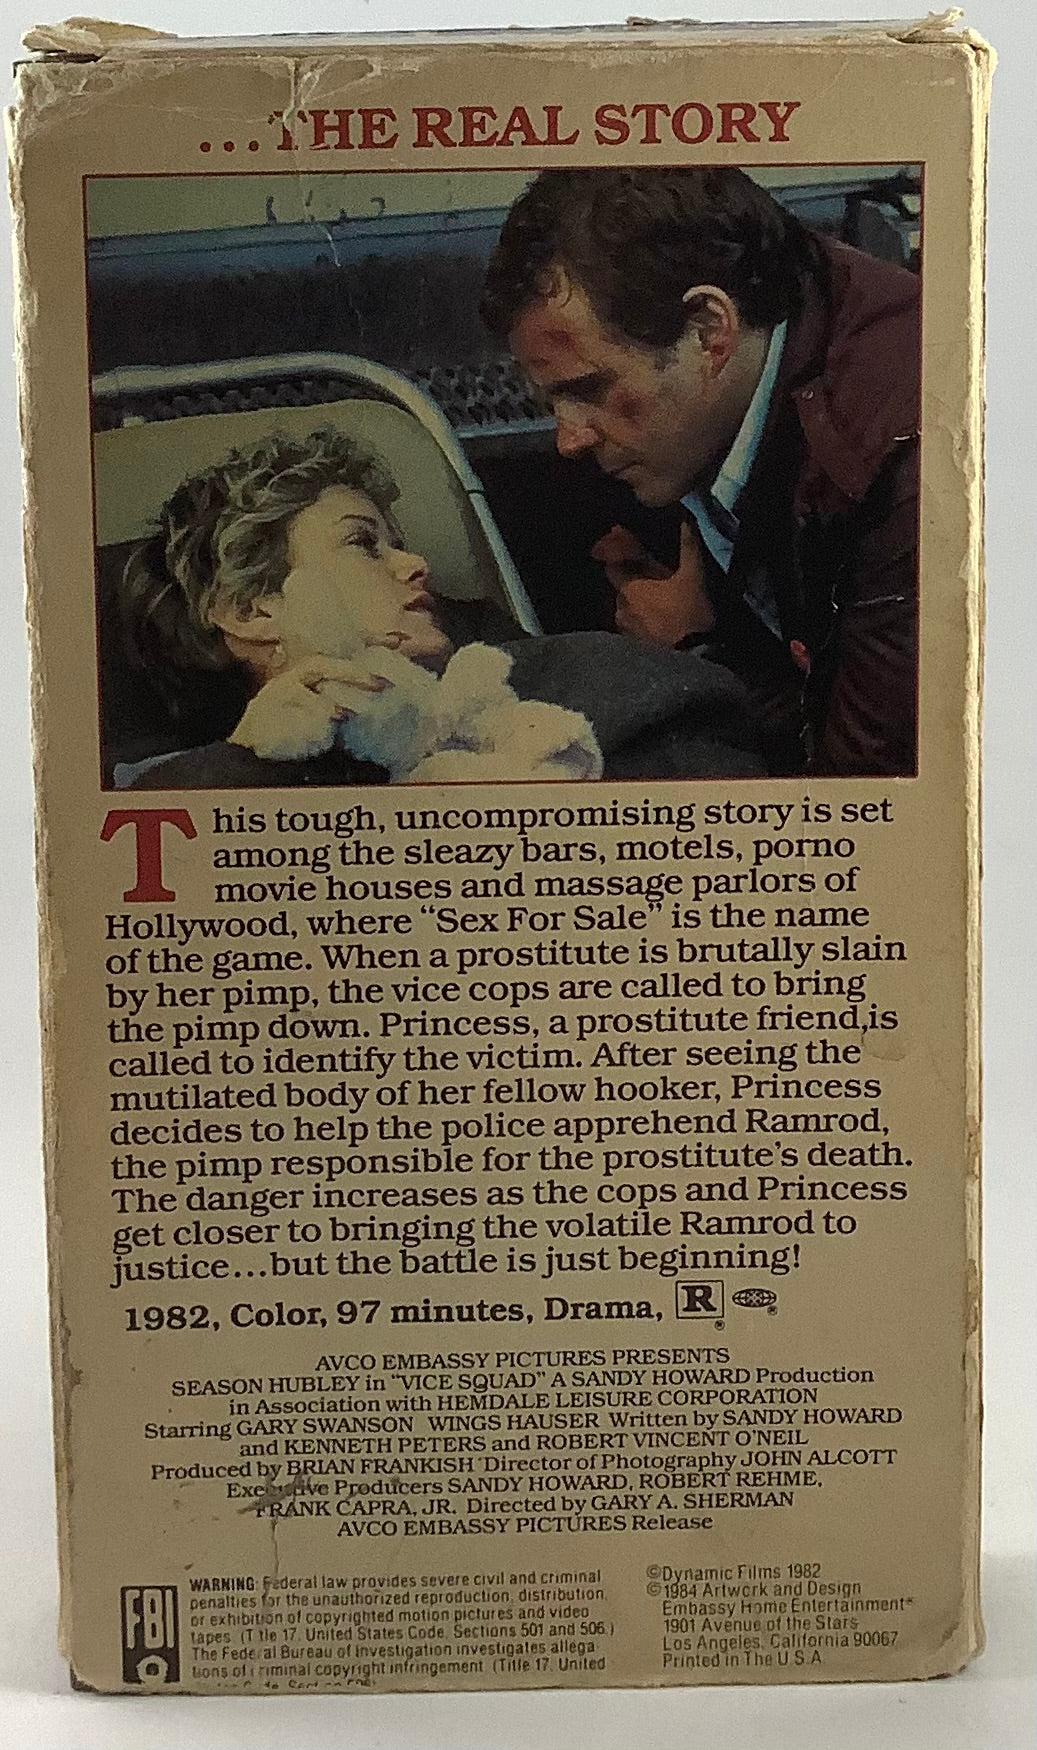 ...THE REAL STORY
This tough, uncompromising story is set
among the sleazy bars, motels, porno
movie houses and massage parlors of
Hollywood, where "Sex For Sale" is the name
of the game. When a prostitute is brutally slain
by her pimp, the vice cops are called to bring
the pimp down. Princess, a prostitute friend,is
called to identify the victim. After seeing the
mutilated body of her fellow hooker, Princess
decides to help the police apprehend Ramrod,
the pimp responsible for the prostitute's death.
The danger increases as the cops and Princess
get closer to bringing the volatile Ramrod to
justice...but the battle is just beginning!
1982, Color, 97 minutes, Drama, R
AVCO EMBASSY PICTURES PRESENTS
SEASON HUBLEY in "VICE SQUAD" A SANDY HOWARD Production
in Association with HEMDALE LEISURE CORPORATION
Starring GARY SWANSON WINGS HAUSER Written by SANDY HOWARD
and KENNETH PETERS and ROBERT VINCENT O'NEIL
Produced by BRIAN FRANKISH Director of Photography JOHN ALCOTT
Executive Producers SANDY HOWARD, ROBERT REHME,
FRANK CAPRA, JR. Directed by GARY A. SHERMAN
AVCO EMBASSY PICTURES Release
FBI
WARNING: Federal law provides severe civil and criminal
penalties for the unauthorized reproduction, distribution,
or exhibition of copyrighted motion pictures and video
tapes. (Title 17, United States Code, Sections 501 and 506.)
The Federal Bureau of Investigation investigates allega
tions of criminal copyright infringement (Title 17, United
©Dynamic Films 1982
©1984 Artwork and Design
Embassy Home Entertainment®
1901 Avenue of the Stars
Los Angeles, California 90067
Printed in The U.S.A.